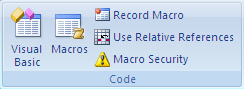 Visual
Basic
Macros
Record Macro
Use Relative References
Macro Security
Code